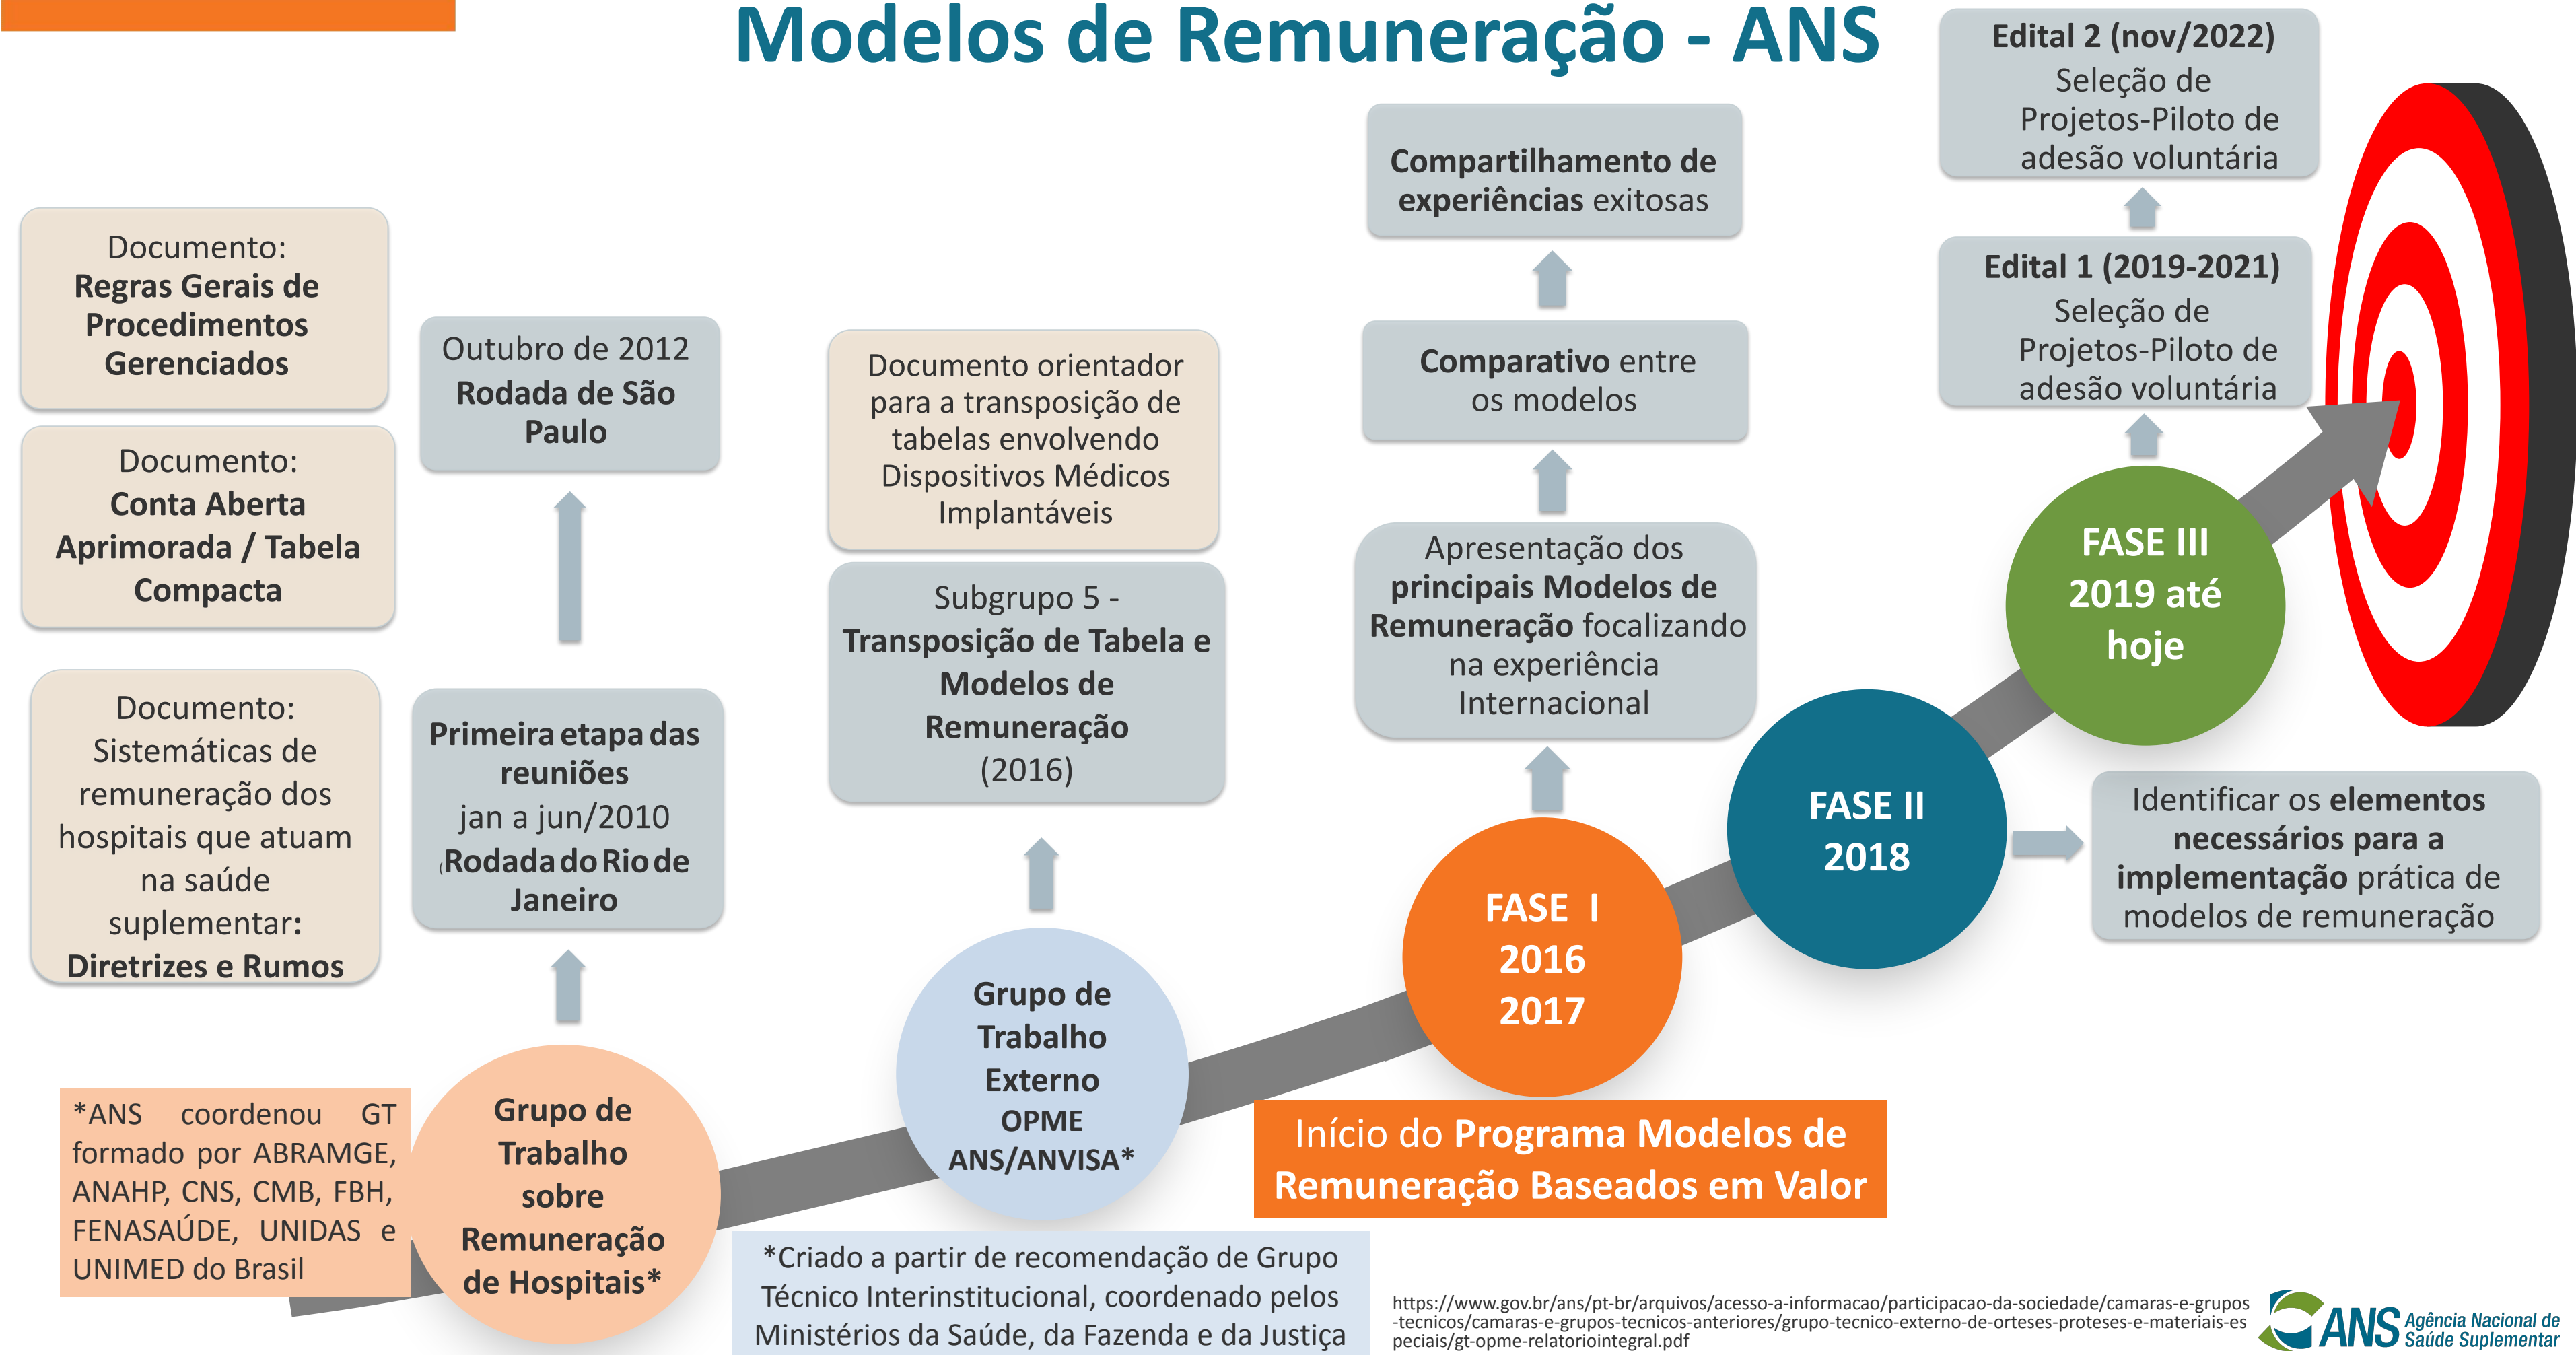 Modelos de Remuneração - ANS
Documento:
Regras Gerais de
Procedimentos
Gerenciados
Documento:
Conta Aberta
Aprimorada / Tabela
Compacta
Documento:
Sistemáticas de
remuneração dos
hospitais que atuam
na saúde
suplementar:
Diretrizes e Rumos
Outubro de 2012
Rodada de São
Paulo
Primeira etapa das
reuniões
jan a jun/2010
(Rodada do Rio de
Janeiro
*ANS coordenou GT
formado por ABRAMGE,
ANAHP, CNS, CMB, FBH,
FENASAÚDE, UNIDAS e
UNIMED do Brasil
Grupo de
Trabalho
sobre
Remuneração
de Hospitais*
Documento orientador
para a transposição de
tabelas envolvendo
Dispositivos Médicos
Implantáveis
Subgrupo 5 -
Transposição de Tabela e
Modelos de
Remuneração
(2016)
Grupo de
Trabalho
Externo
OPME
ANS/ANVISA*
*Criado a partir de recomendação de Grupo
Técnico Interinstitucional, coordenado pelos
Ministérios da Saúde, da Fazenda e da Justiça
Compartilhamento de
experiências exitosas
Comparativo entre
os modelos
Apresentação dos
principais Modelos de
Remuneração focalizando
na experiência
Internacional
FASE I
2016
2017
Início do Programa Modelos de
Remuneração Baseados em Valor
FASE II
2018
Identificar os elementos
necessários para a
implementação prática de
modelos de remuneração
Edital 2 (nov/2022)
Seleção de
Projetos-Piloto de
adesão voluntária
Edital 1 (2019-2021)
Seleção de
Projetos-Piloto de
adesão voluntária
FASE III
2019 até
hoje
https://www.gov.br/ans/pt-br/arquivos/acesso-a-informacao/participacao-da-sociedade/camaras-e-grupos
-tecnicos/camaras-e-grupos-tecnicos-anteriores/grupo-tecnico-externo-de-orteses-proteses-e-materiais-es
peciais/gt-opme-relatoriointegral.pdf
ANS Agência Nacional de
Saúde Suplementar